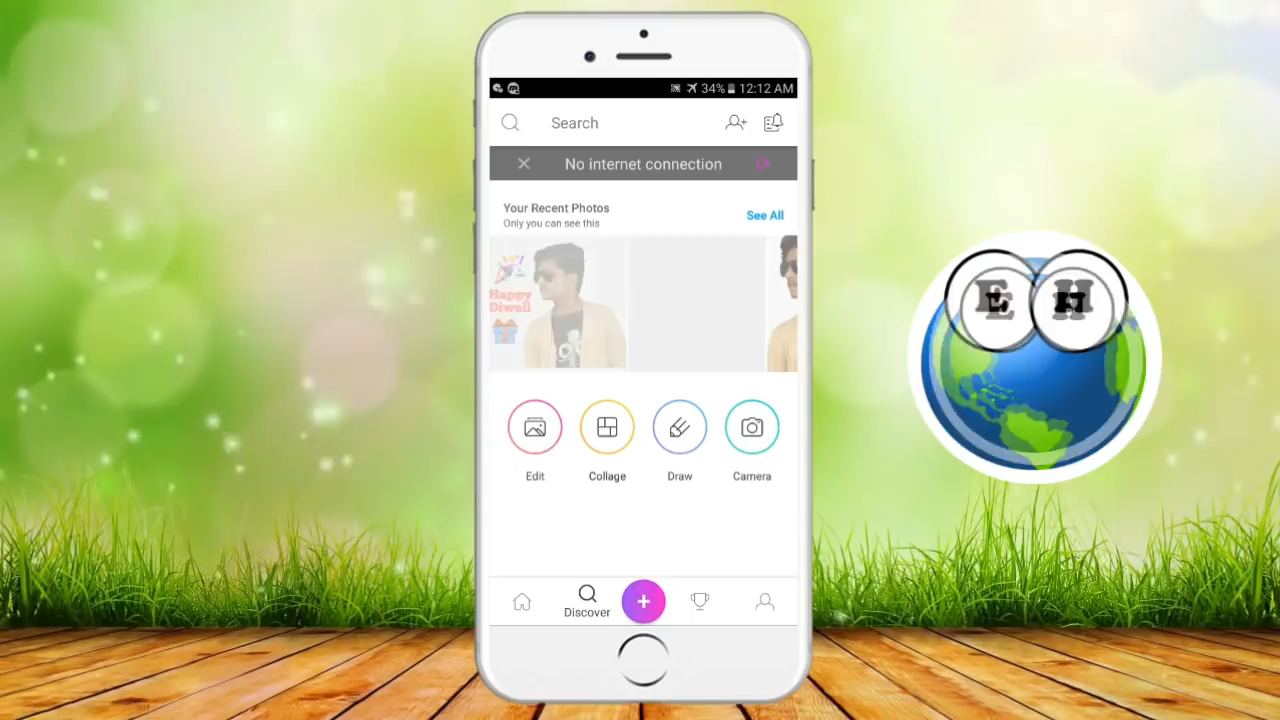 34% 12:12 AM
Search
No internet connection
Your Recent Photos
Only you can see this
See All
Happy
Diwali
Edit
Collage
Draw
Camera
Discover
E H